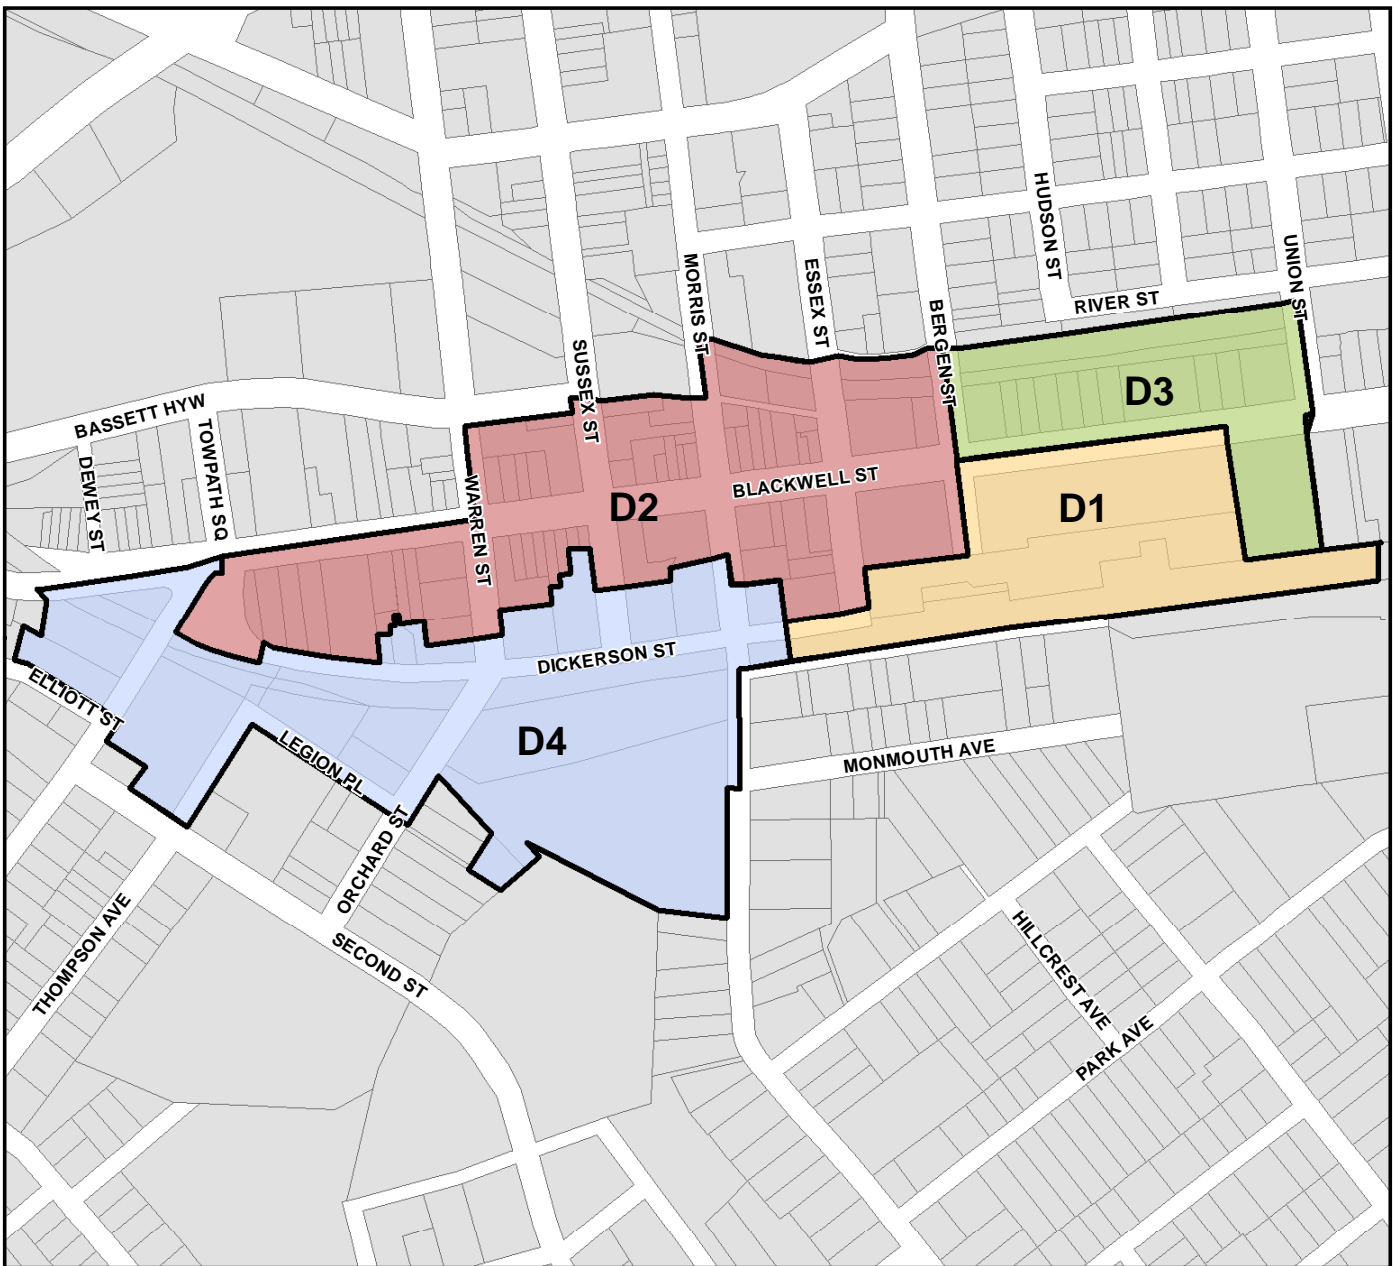 HUDSON ST
UNION ST
MORRIS ST
ESSEX ST
BERGEN ST
RIVER ST
SUSSEX ST
D3
BASSETT HYW
TOWPATH SQ
DEWEY ST
WARREN ST
BLACKWELL ST
D2
D1
DICKERSON ST
ELLIOTT ST
LEGION PL
D4
MONMOUTH AVE
ORCHARD ST
THOMPSON AVE
SECOND ST
HILLCREST AVE
PARK AVE